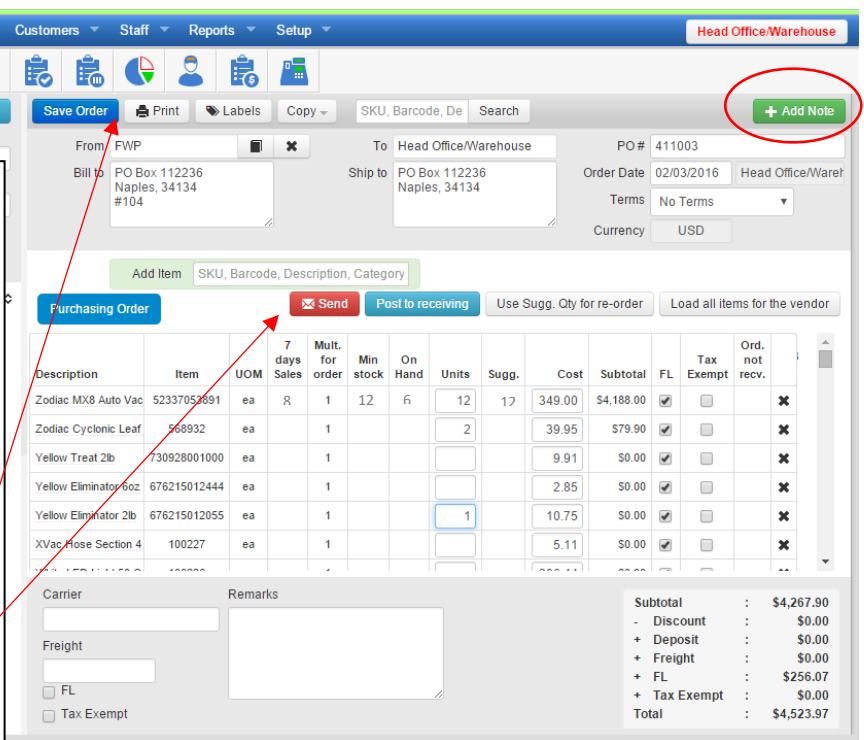 Customers Staff Reports Setup Head Office/Warehouse
Save Order Print Labels Copy SKU, Barcode, De Search + Add Note
From FWP To Head Office/Warehouse PO # 411003
Bill to PO Box 112236 Ship to PO Box 112236 Order Date 02/03/2016 Head Office/Wareh
Naples, 34134 Naples, 34134
#104 Terms No Terms
Currency USD
Add Item SKU, Barcode, Description, Category
Purchasing Order Send Post to receiving Use Sugg. Qty for re-order Load all items for the vendor
Description Item UOM 7 days Sales Mult. for order Min stock On Hand Units Sugg. Cost Subtotal FL Tax Exempt Ord. not recv.
Zodiac MX8 Auto Vac 52337053891 ea 8 1 12 6 12 12 349.00 $4,188.00
Zodiac Cyclonic Leaf 568932 ea 1 2 39.95 $79.90
Yellow Treat 2lb 730928001000 ea 1 9.91 $0.00
Yellow Eliminator 6oz 676215012444 ea 1 2.85 $0.00
Yellow Eliminator 2lb 676215012055 ea 1 1 10.75 $0.00
XVac Hose Section 4 100227 ea 1 5.11 $0.00
Carrier Remarks
Freight
FL
Tax Exempt
Subtotal : $4,267.90
- Discount : $0.00
+ Deposit : $0.00
+ Freight : $0.00
+ FL : $256.07
+ Tax Exempt : $0.00
Total : $4,523.97